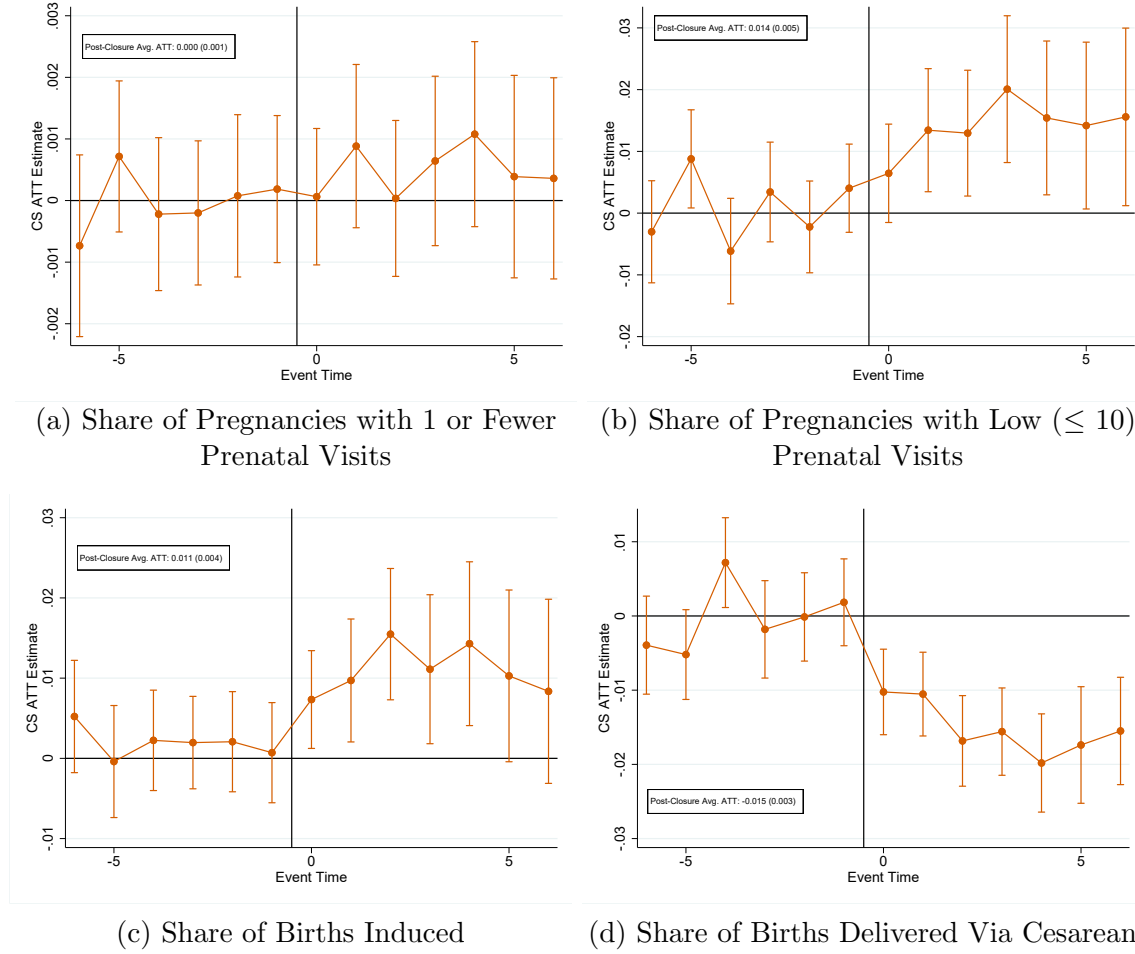 .003
.002
.001
0
-.001
-.002
CS ATT Estimate
Post-Closure Avg. ATT: 0.000 (0.001)
-5
0
5
Event Time
(a) Share of Pregnancies with 1 or Fewer
Prenatal Visits
.03
.02
.01
0
-.01
-.02
CS ATT Estimate
Post-Closure Avg. ATT: 0.014 (0.005)
-5
0
5
Event Time
(b) Share of Pregnancies with Low (≤ 10)
Prenatal Visits
.03
.02
.01
0
-.01
CS ATT Estimate
Post-Closure Avg. ATT: 0.011 (0.004)
-5
0
5
Event Time
(c) Share of Births Induced
.01
0
-.01
-.02
-.03
CS ATT Estimate
Post-Closure Avg. ATT: -0.015 (0.003)
-5
0
5
Event Time
(d) Share of Births Delivered Via Cesarean